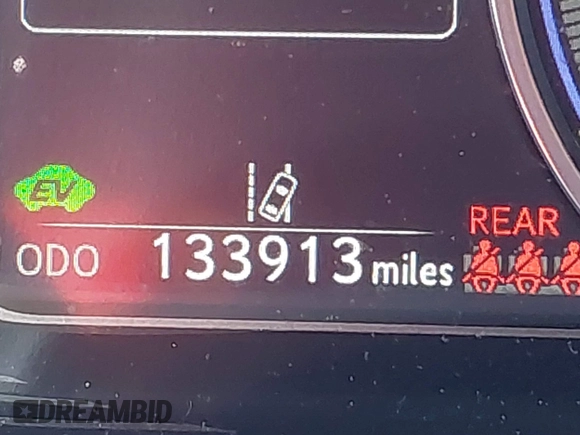 EV
REAR
ODO 133913 miles
DREAMBID